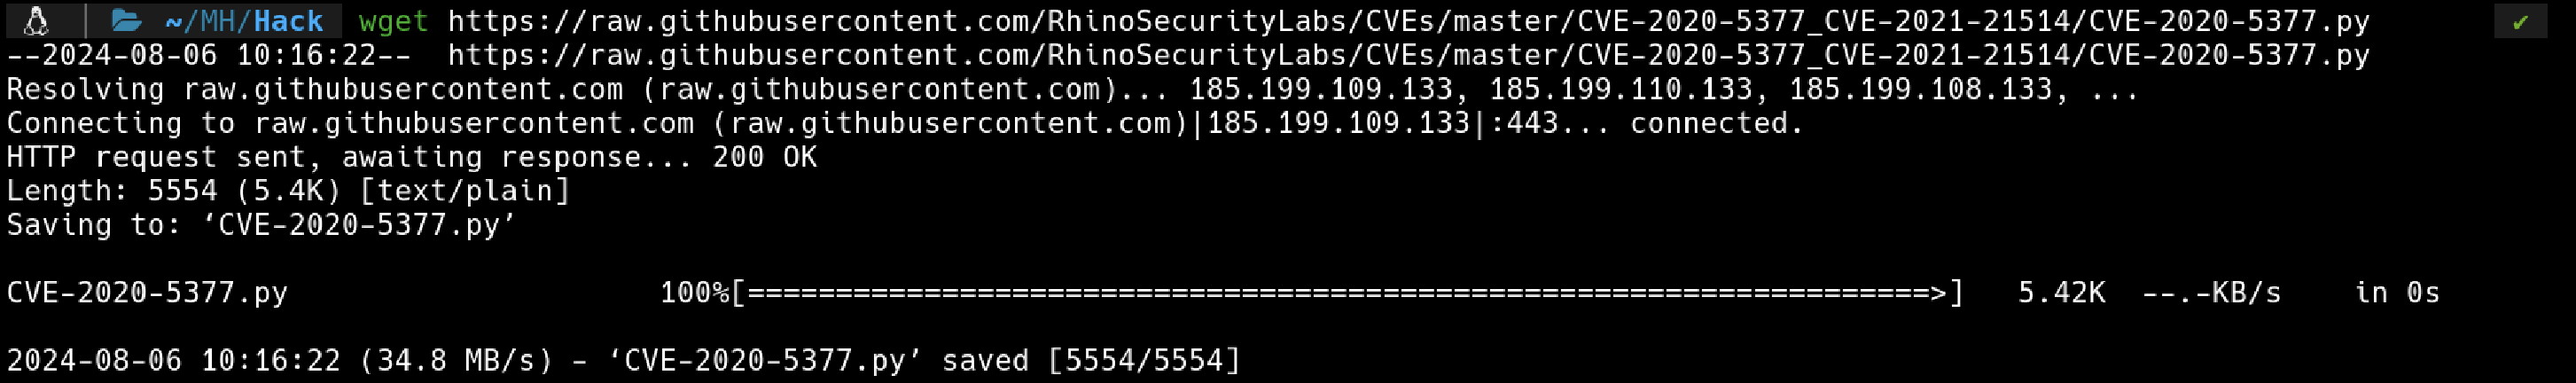 ~/MH/Hack wget https://raw.githubusercontent.com/RhinoSecurityLabs/CVEs/master/CVE-2020-5377_CVE-2021-21514/CVE-2020-5377.py ✔
--2024-08-06 10:16:22--  https://raw.githubusercontent.com/RhinoSecurityLabs/CVEs/master/CVE-2020-5377_CVE-2021-21514/CVE-2020-5377.py
Resolving raw.githubusercontent.com (raw.githubusercontent.com)... 185.199.109.133, 185.199.110.133, 185.199.108.133, ...
Connecting to raw.githubusercontent.com (raw.githubusercontent.com)|185.199.109.133|:443... connected.
HTTP request sent, awaiting response... 200 OK
Length: 5554 (5.4K) [text/plain]
Saving to: ‘CVE-2020-5377.py’
CVE-2020-5377.py 100%[===================================================================>] 5.42K --.-KB/s in 0s
2024-08-06 10:16:22 (34.8 MB/s) - ‘CVE-2020-5377.py’ saved [5554/5554]